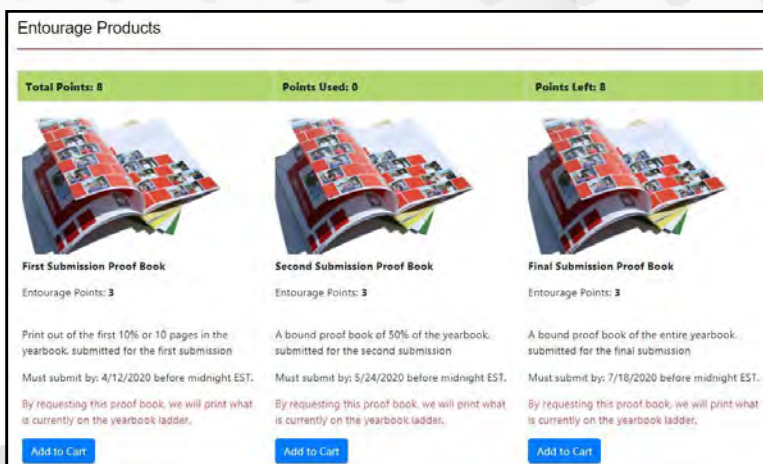 Entourage Products
Total Points: 8
Points Used: 0
Points Left: 8
First Submission Proof Book
Entourage Points: 3
Print out of the first 10% or 10 pages in the
yearbook, submitted for the first submission
Must submit by: 4/12/2020 before midnight EST.
By requesting this proof book, we will print what
is currently on the yearbook ladder.
Add to Cart
Second Submission Proof Book
Entourage Points: 3
A bound proof book of 50% of the yearbook,
submitted for the second submission
Must submit by: 5/24/2020 before midnight EST.
By requesting this proof book, we will print what
is currently on the yearbook ladder.
Add to Cart
Final Submission Proof Book
Entourage Points: 3
A bound proof book of the entire yearbook,
submitted for the final submission
Must submit by: 7/18/2020 before midnight EST.
By requesting this proof book, we will print what
is currently on the yearbook ladder.
Add to Cart